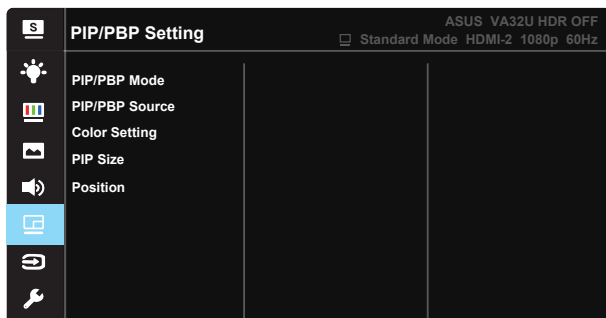 S
PIP/PBP Setting
ASUS VA32U HDR OFF
Standard Mode HDMI-2 1080p 60Hz
PIP/PBP Mode
PIP/PBP Source
Color Setting
PIP Size
Position